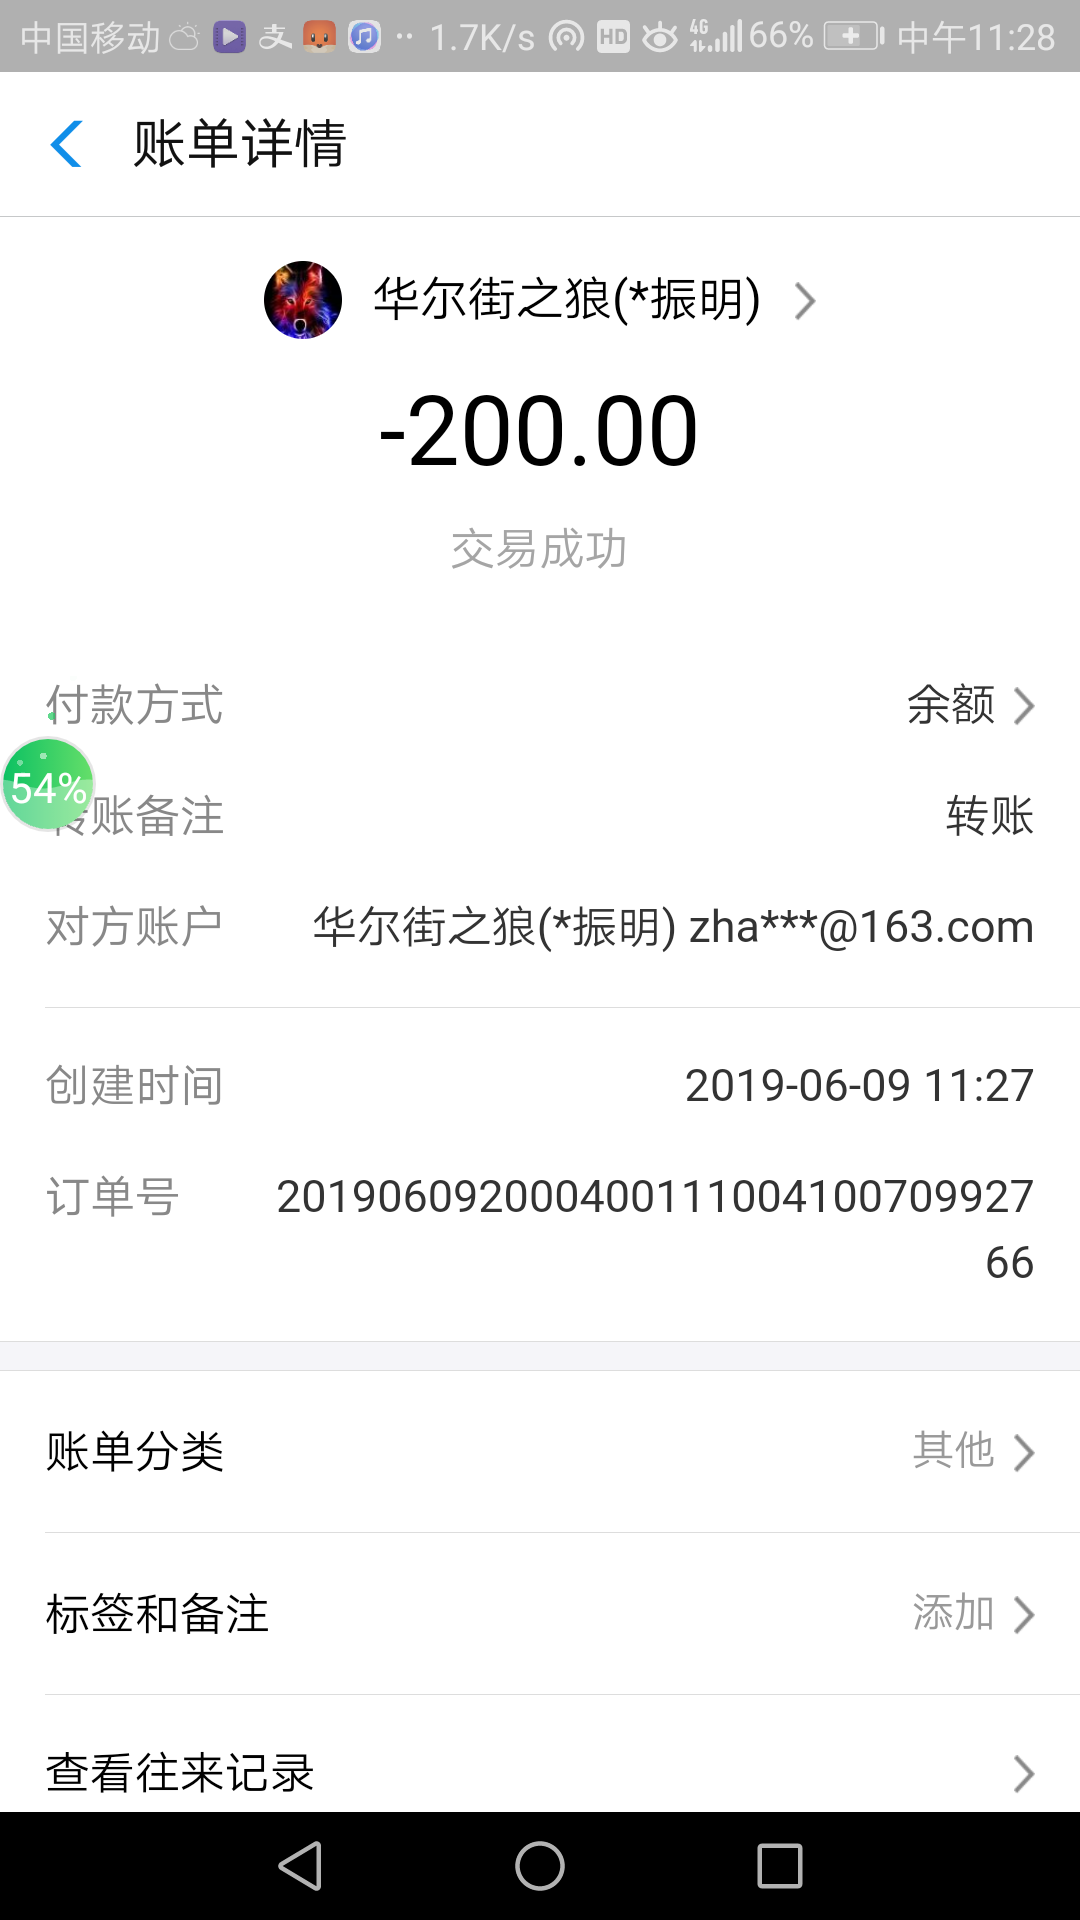 中国移动 1.7K/s HD 4G 66% 中午11:28
账单详情
华尔街之狼(*振明)
-200.00
交易成功
付款方式 余额
54%
转账备注 转账
对方账户 华尔街之狼(*振明) zha***@163.com
创建时间 2019-06-09 11:27
订单号 201906092000400111004100709927
66
账单分类 其他
标签和备注 添加
查看往来记录